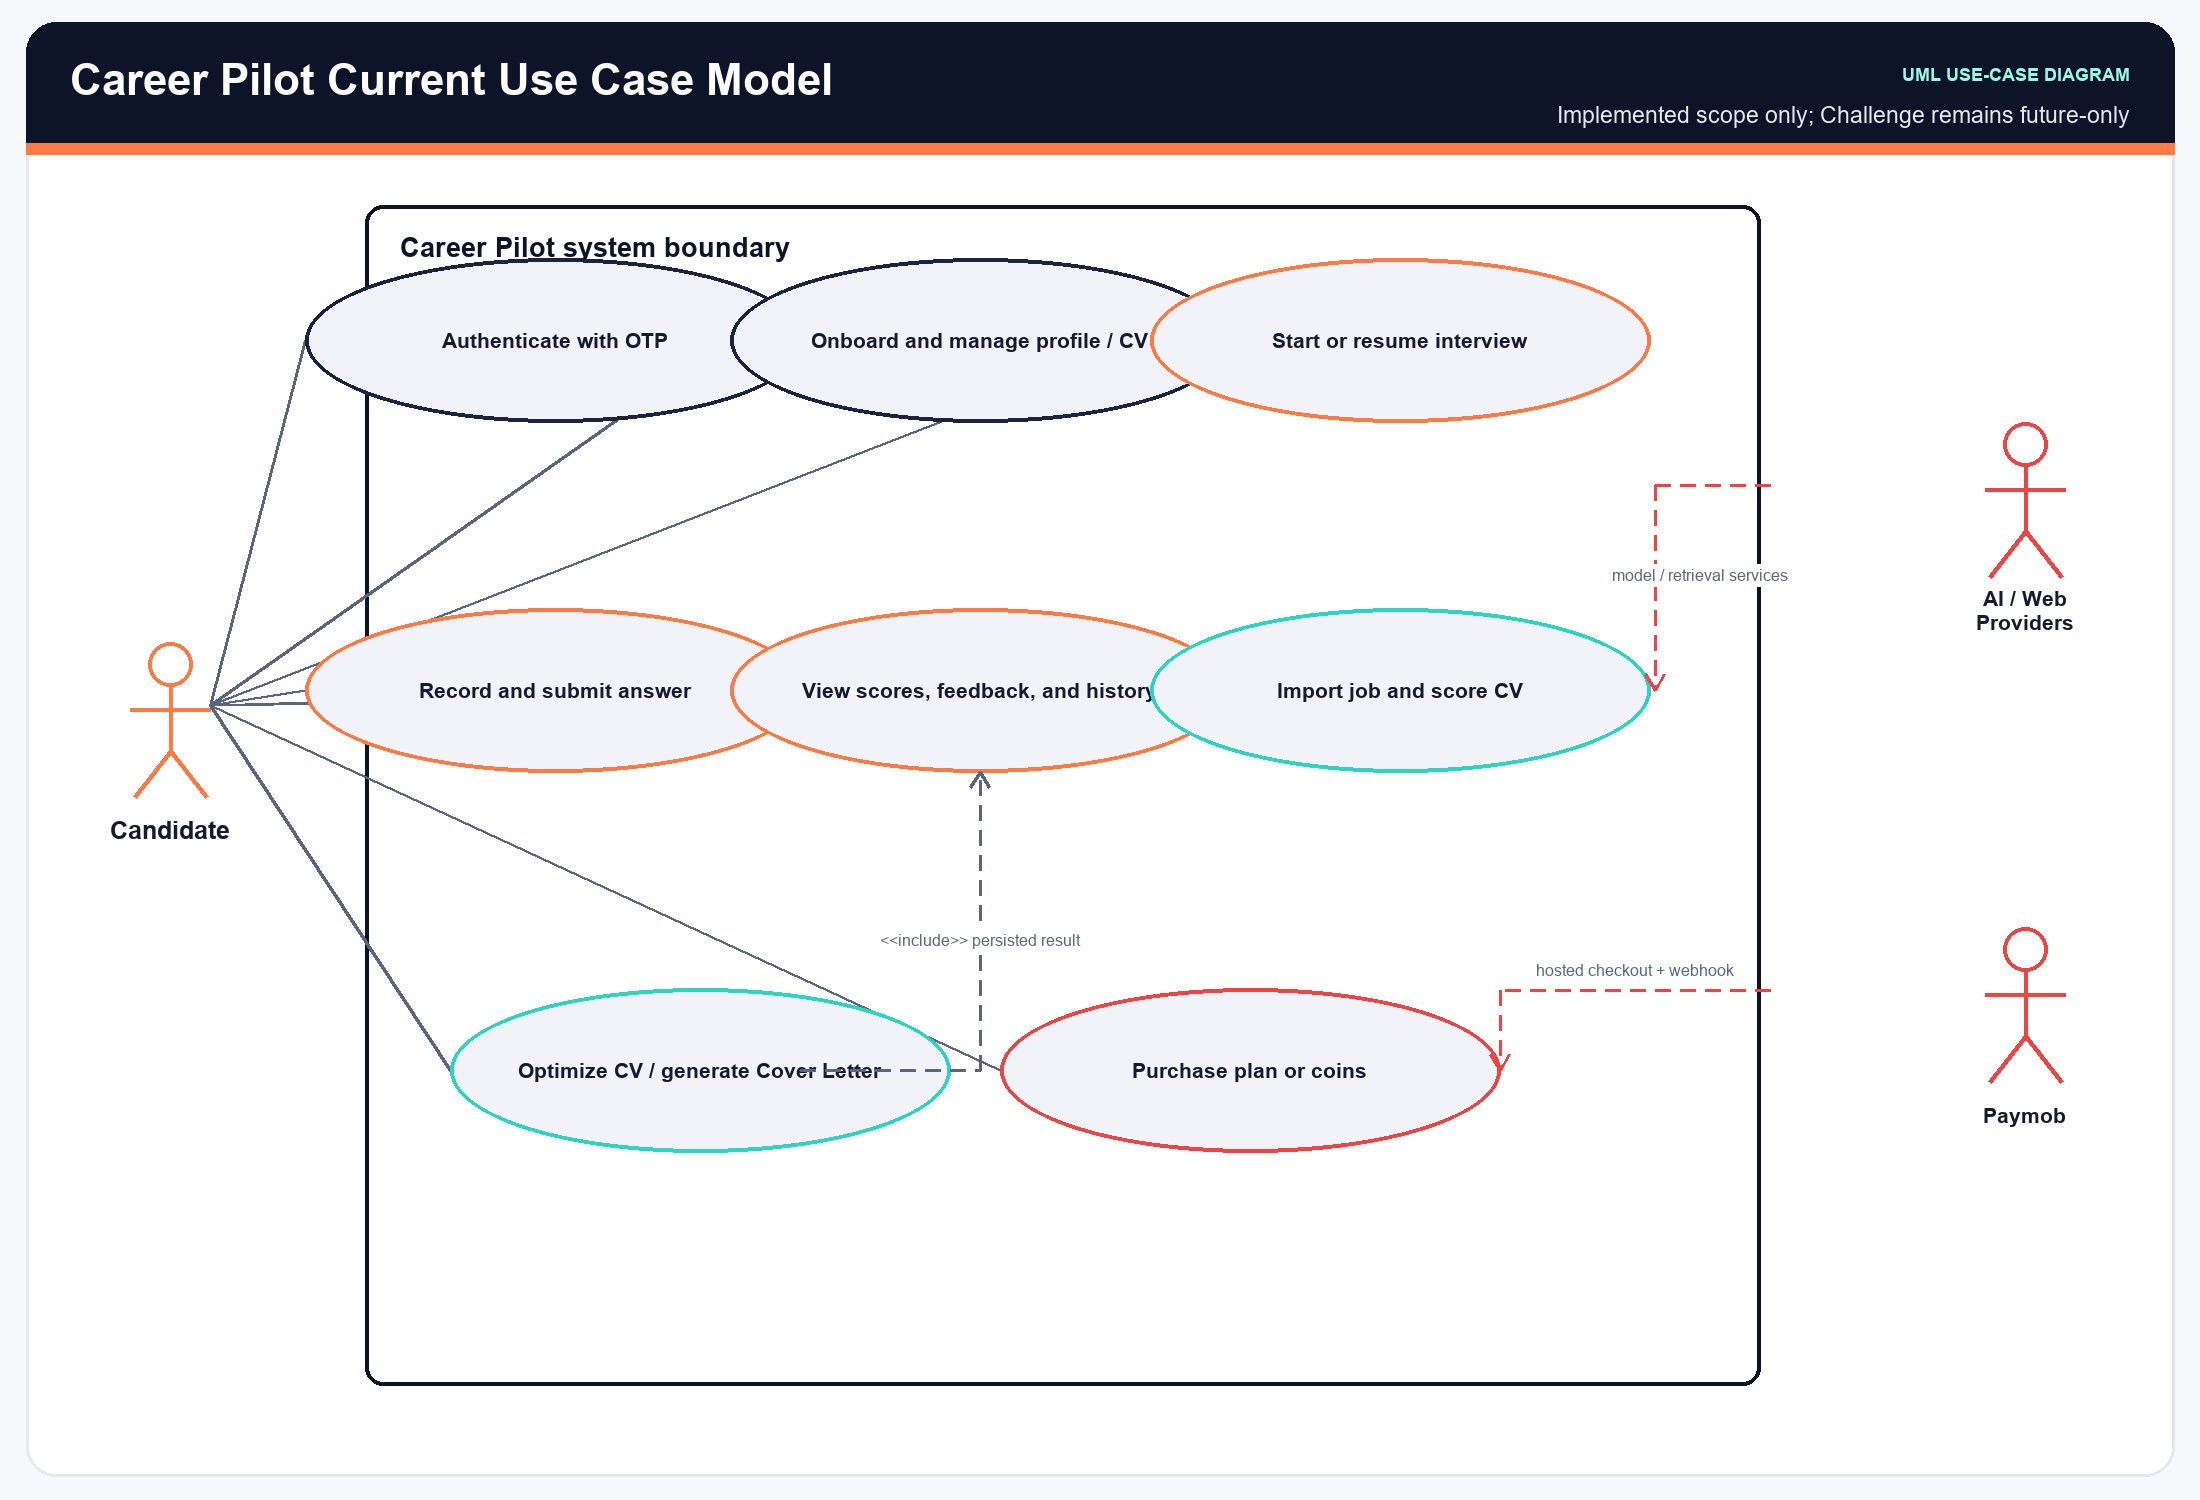 Career Pilot Current Use Case Model
UML USE-CASE DIAGRAM
Implemented scope only; Challenge remains future-only
Career Pilot system boundary
Authenticate with OTP
Onboard and manage profile / CV
Start or resume interview
model / retrieval services
AI / Web
Providers
Record and submit answer
View scores, feedback, and history
Import job and score CV
Candidate
<<include>> persisted result
hosted checkout + webhook
Optimize CV / generate Cover Letter
Purchase plan or coins
Paymob